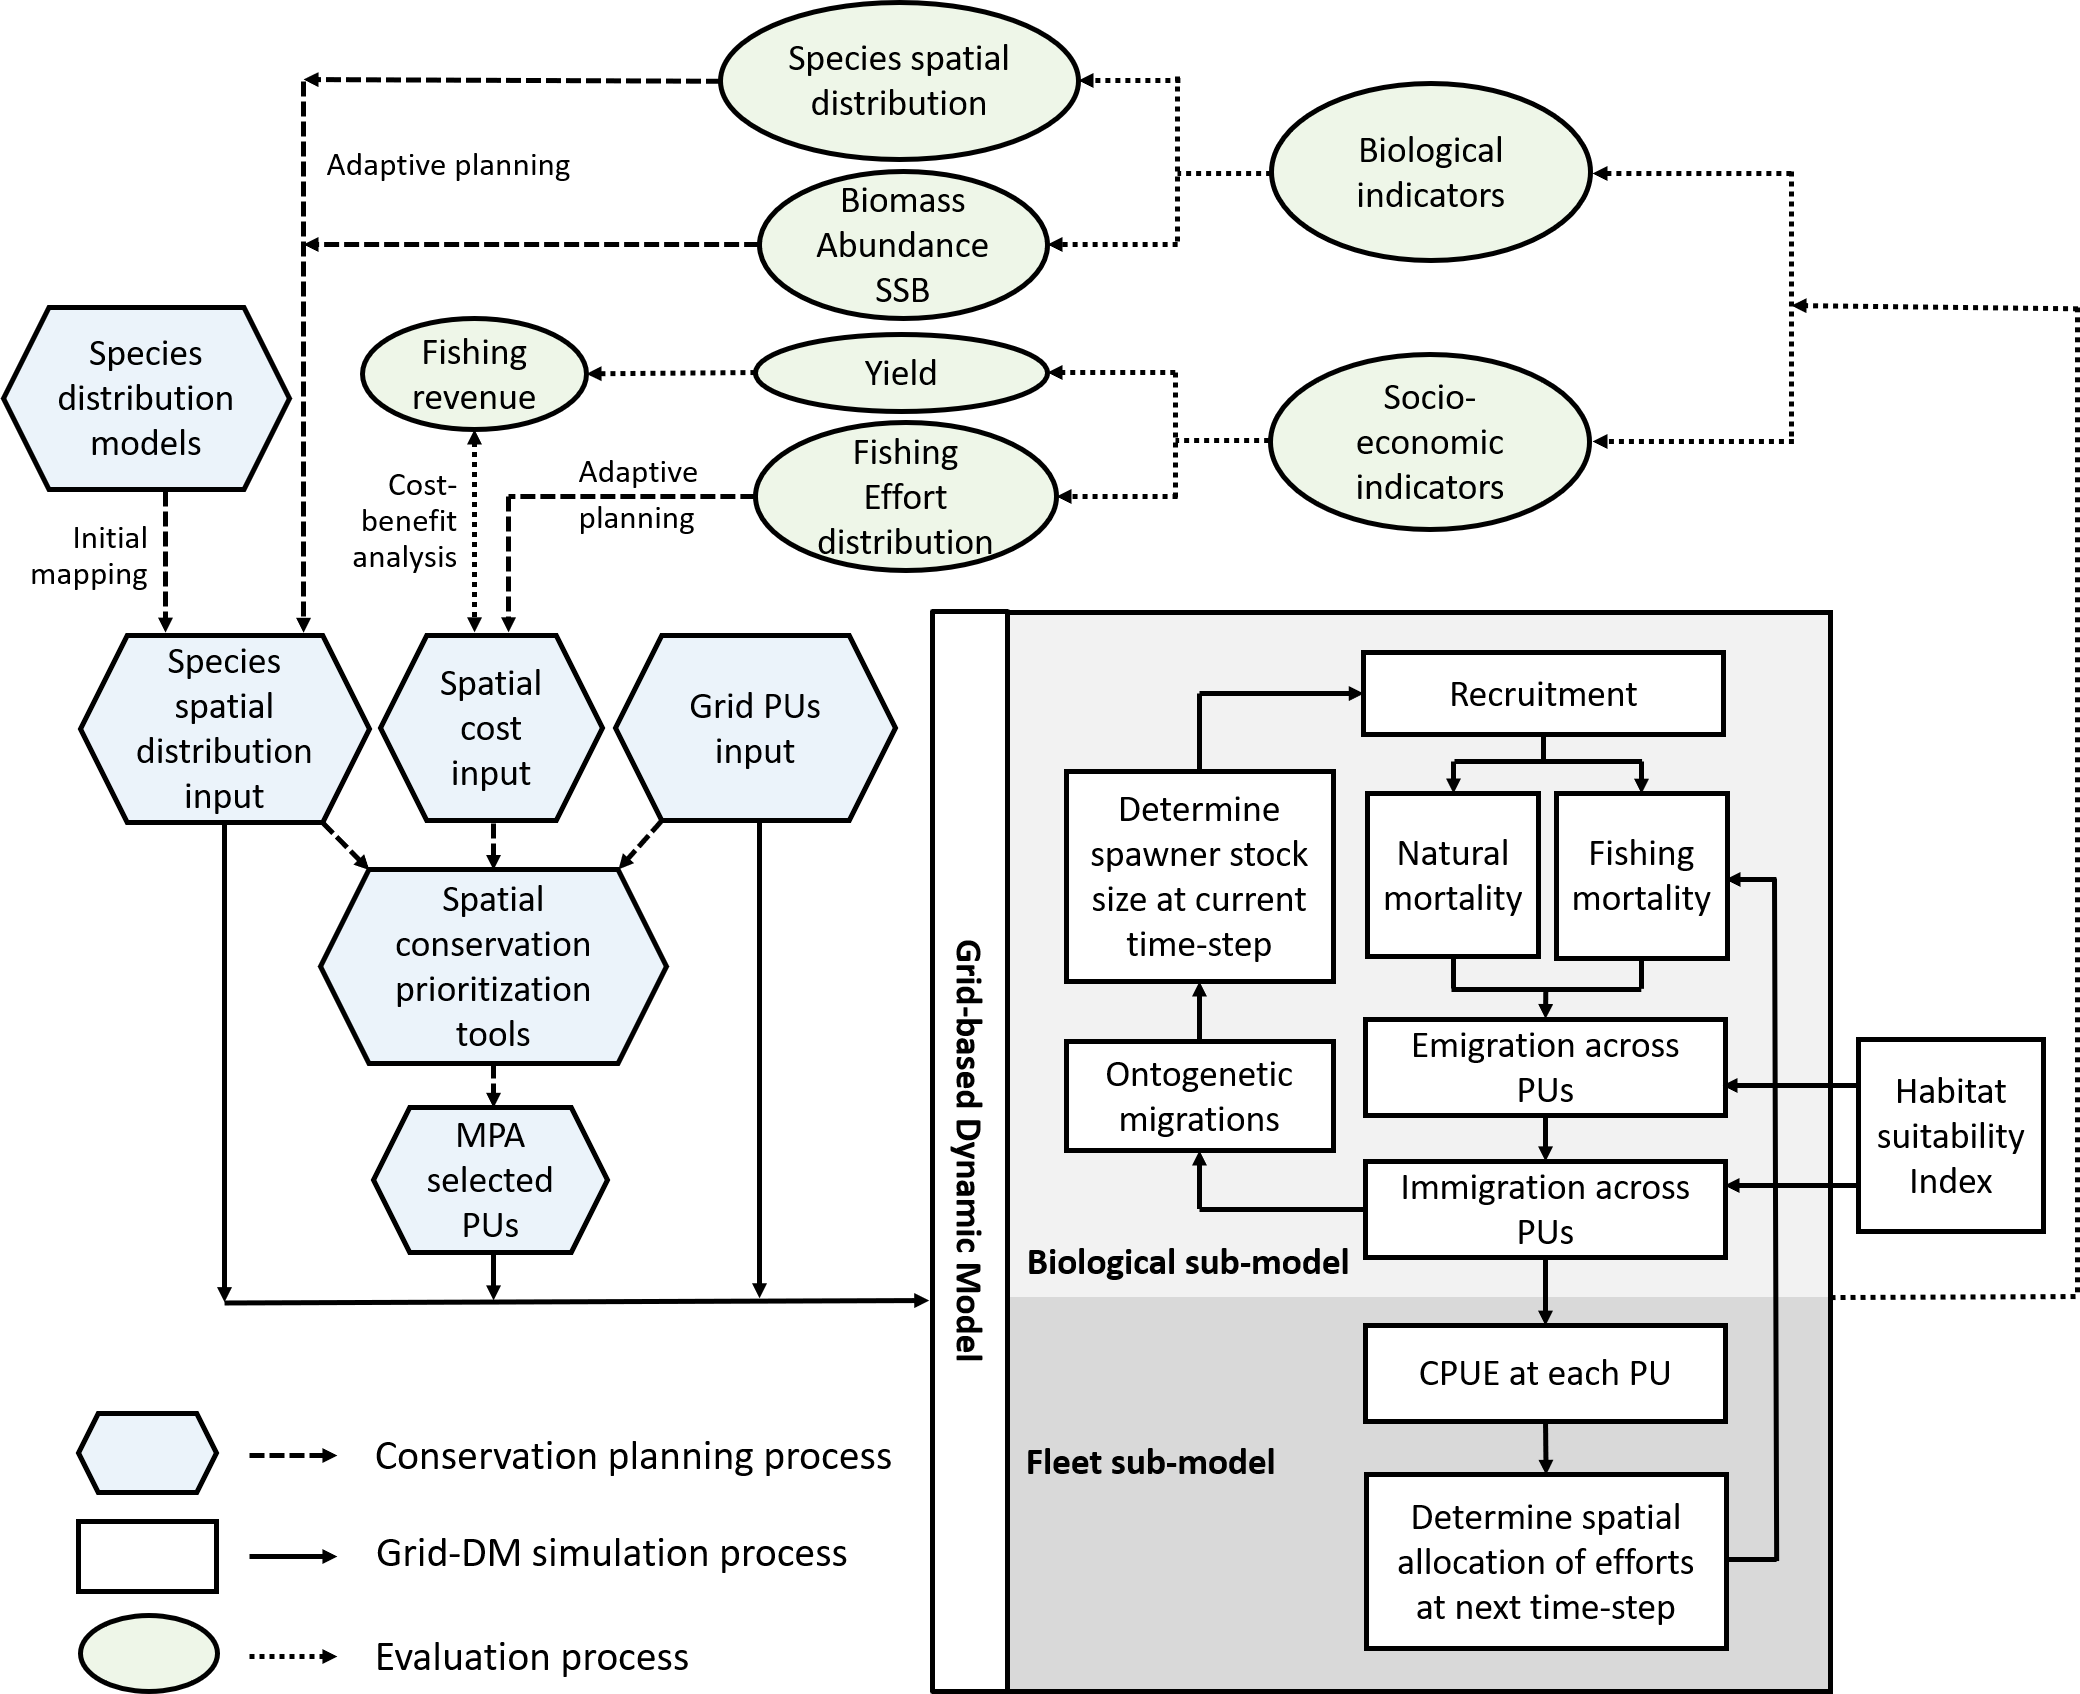 Species spatial
distribution
Biological
indicators
Adaptive planning
Biomass
Abundance
SSB
Species
distribution
models
Fishing
revenue
Yield
Socio-
economic
indicators
Fishing
Effort
distribution
Adaptive
planning
Cost-
benefit
analysis
Initial
mapping
Species
spatial
distribution
input
Spatial
cost
input
Grid PUs
input
Spatial
conservation
prioritization
tools
MPA
selected
PUs
Grid-based Dynamic Model
Recruitment
Determine
spawner stock
size at current
time-step
Natural
mortality
Fishing
mortality
Ontogenetic
migrations
Emigration across
PUs
Immigration across
PUs
Habitat
suitability
Index
Biological sub-model
CPUE at each PU
Fleet sub-model
Determine spatial
allocation of efforts
at next time-step
Conservation planning process
Grid-DM simulation process
Evaluation process